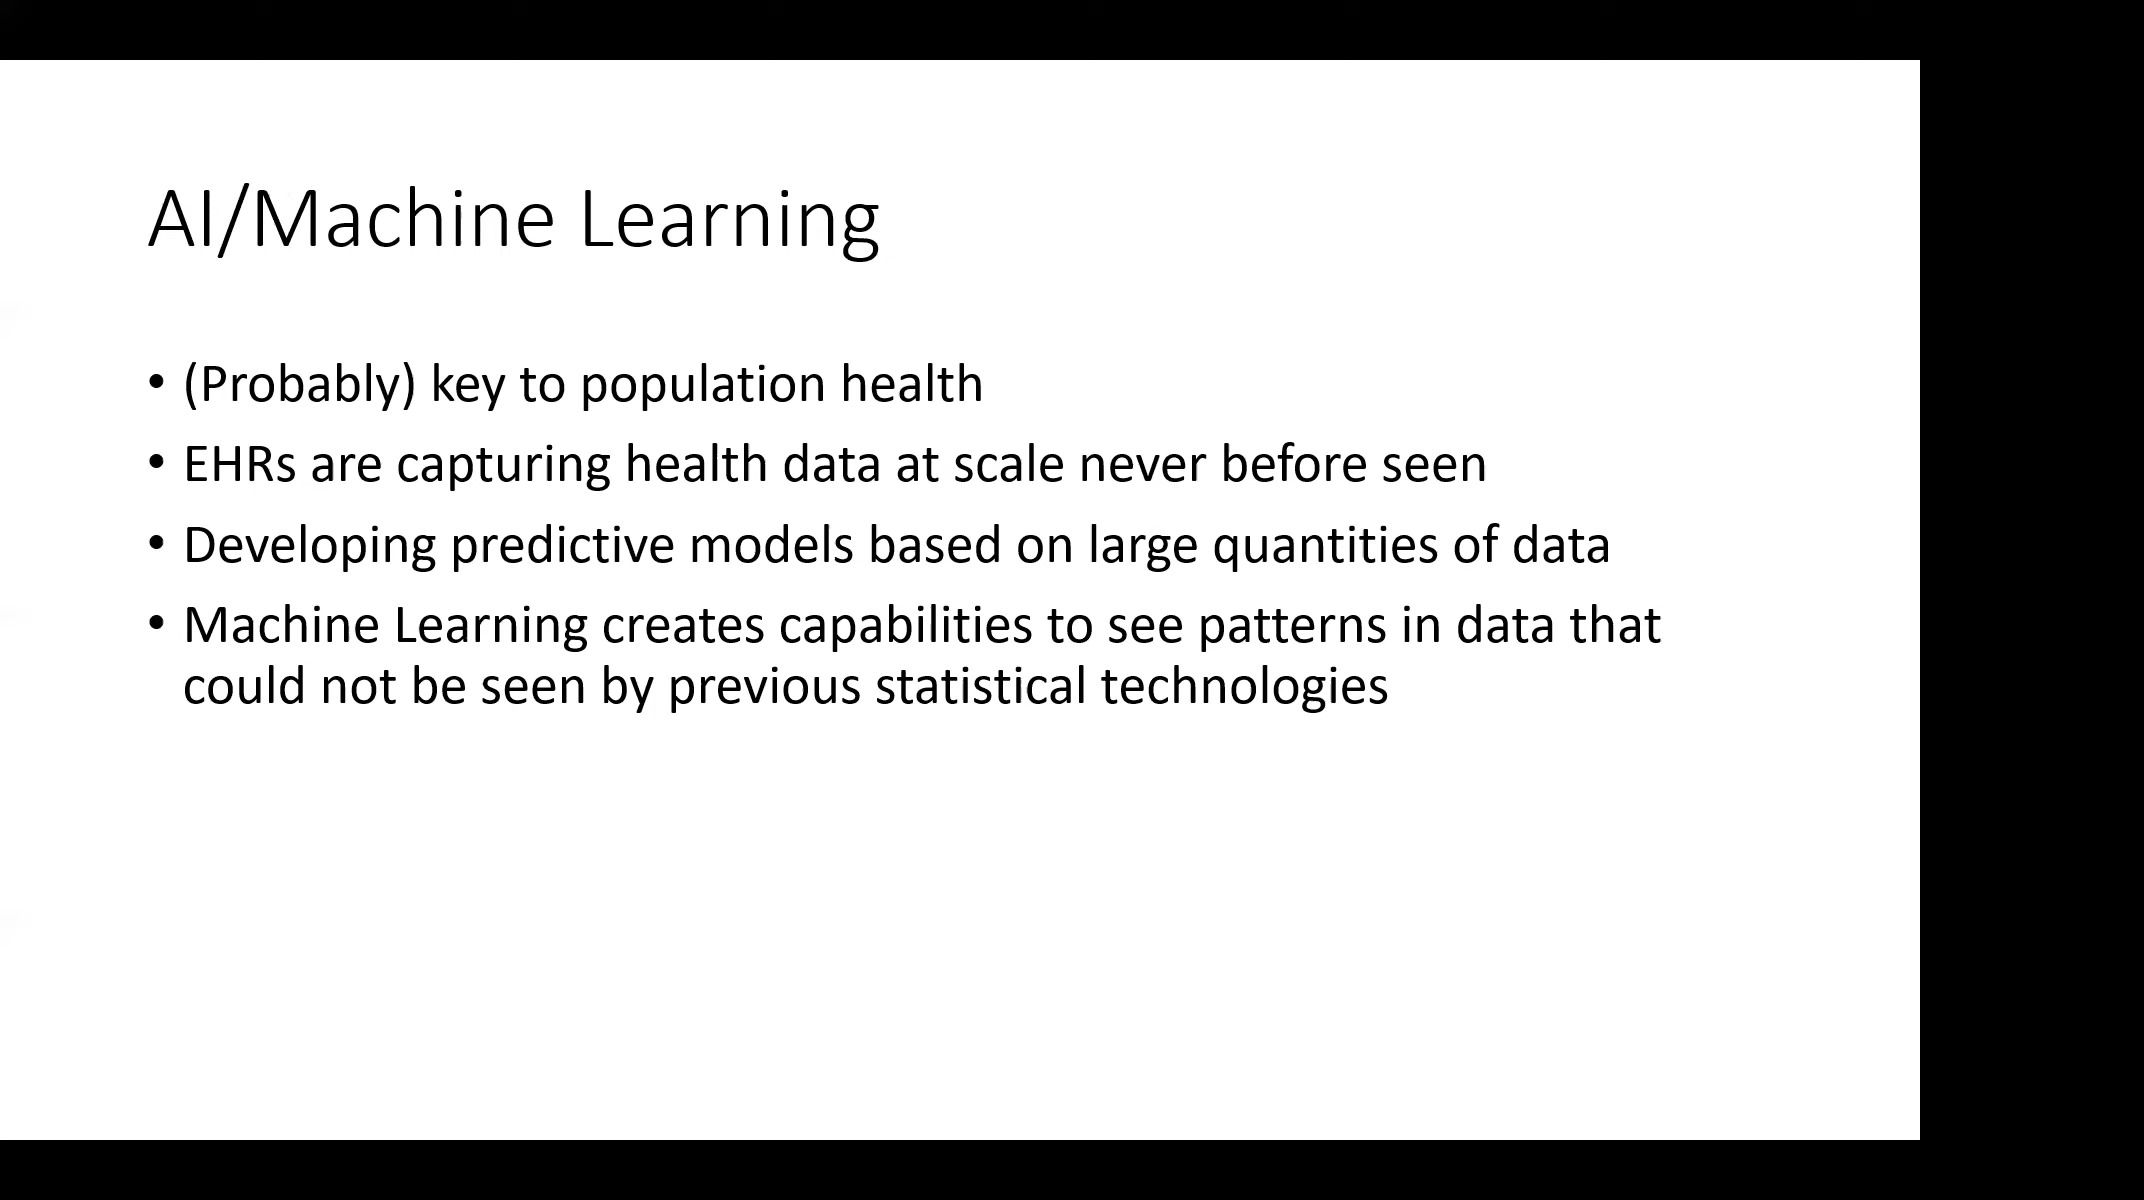 AI/Machine Learning
• (Probably) key to population health
• EHRs are capturing health data at scale never before seen
• Developing predictive models based on large quantities of data
• Machine Learning creates capabilities to see patterns in data that
could not be seen by previous statistical technologies